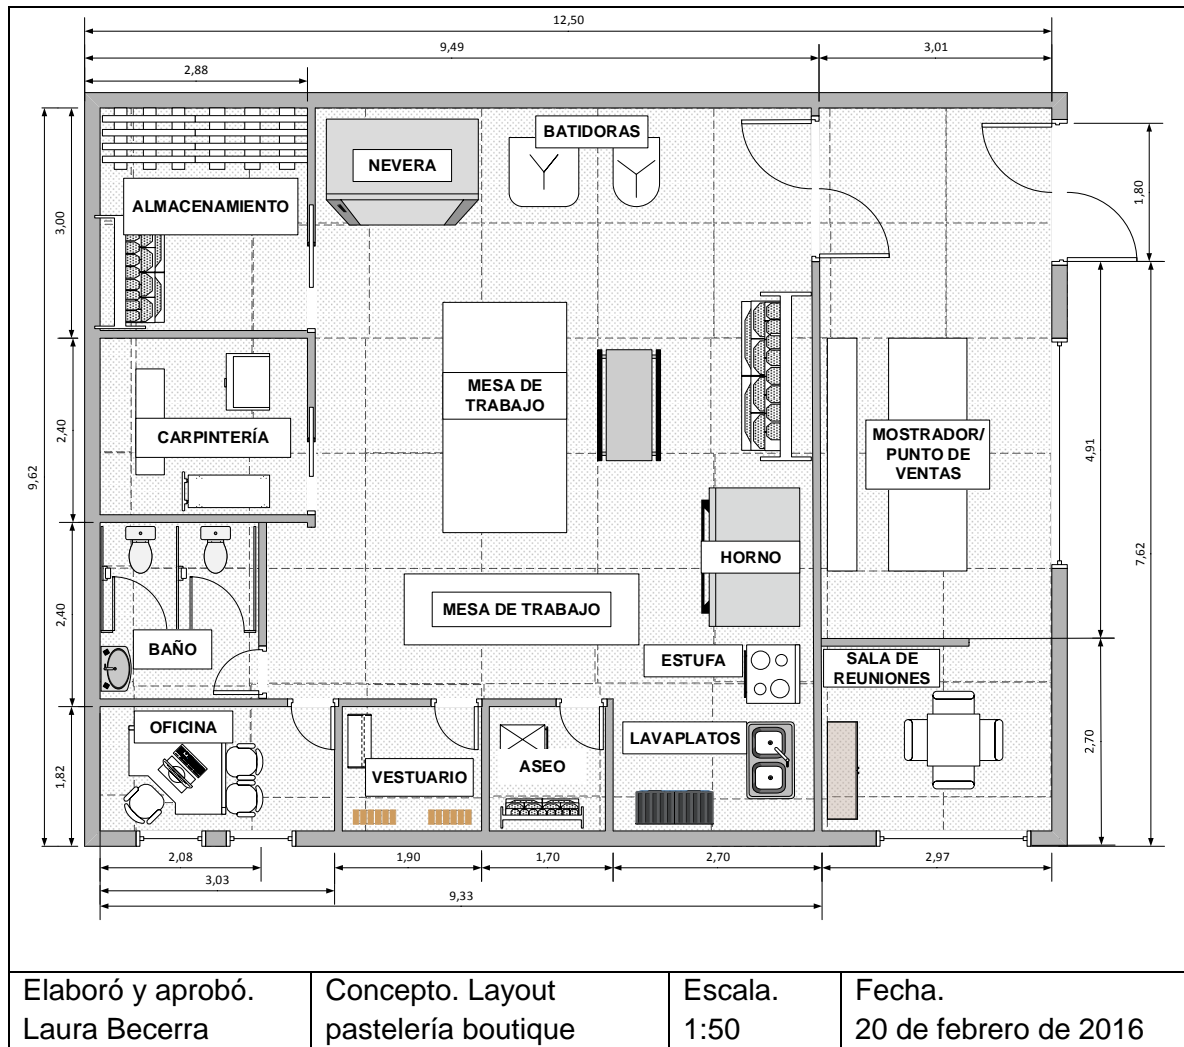 12,50
9,49
3,01
2,88
BATIDORAS
NEVERA
ALMACENAMIENTO
3,00
1,80
MESA DE
TRABAJO
CARPINTERÍA
2,40
9,62
MOSTRADOR/
PUNTO DE
VENTAS
4,91
7,62
HORNO
MESA DE TRABAJO
2,40
BAÑO
ESTUFA
SALA DE
REUNIONES
OFICINA
LAVAPLATOS
VESTUARIO
ASEO
1,82
2,70
2,08
1,90
1,70
2,70
2,97
3,03
9,33
Elaboró y aprobó.
Laura Becerra
Concepto. Layout
pastelería boutique
Escala.
1:50
Fecha.
20 de febrero de 2016